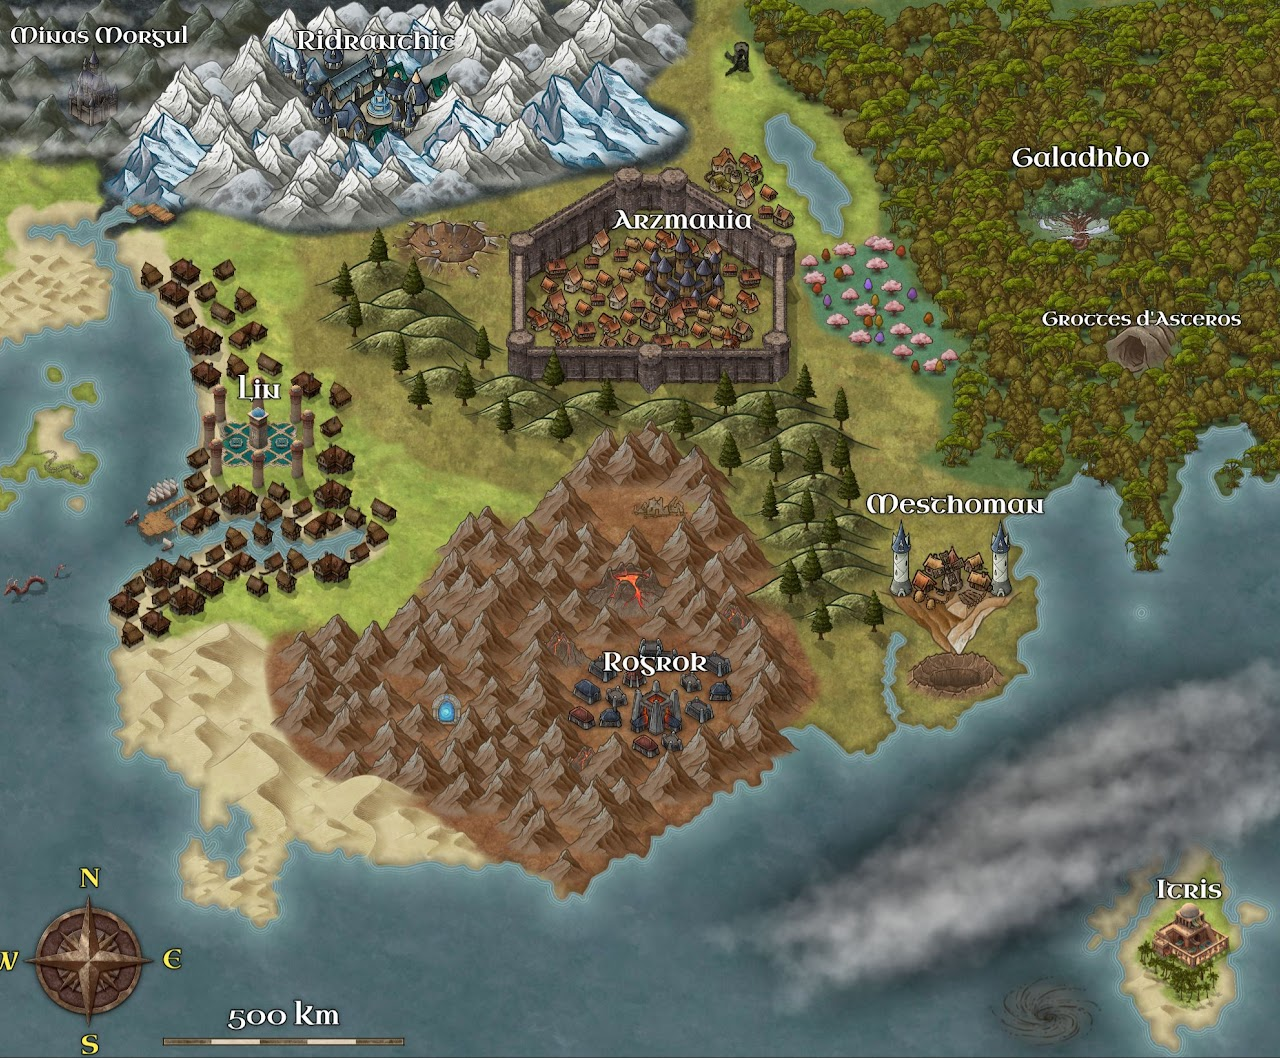 Minas Morgul
Ridranthic
Galadhbo
Arzmania
Grottes d'Asteros
Lin
Mesthoman
Rogrok
Itris
N
W
E
S
500 km